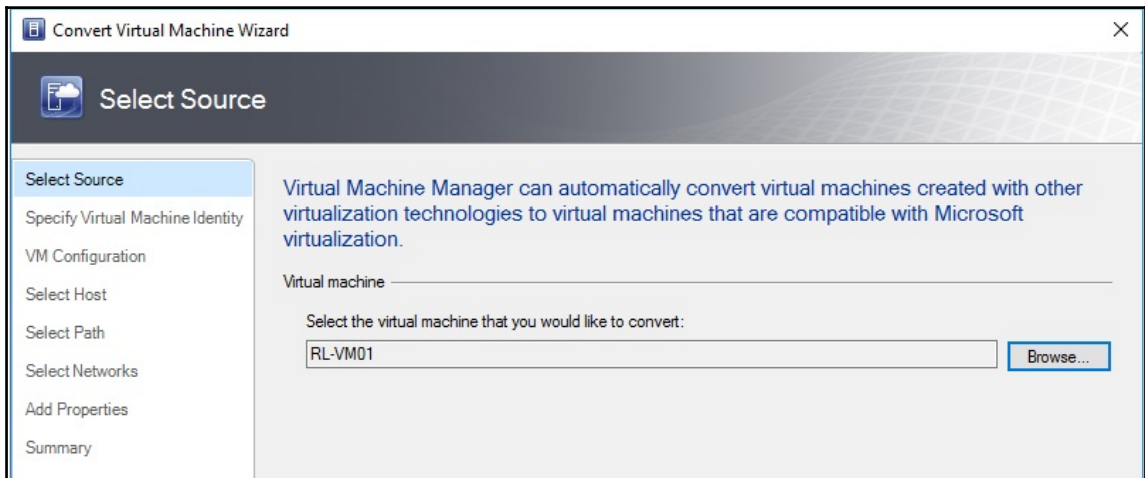 Convert Virtual Machine Wizard
Select Source
Select Source
Specify Virtual Machine Identity
VM Configuration
Select Host
Select Path
Select Networks
Add Properties
Summary
Virtual Machine Manager can automatically convert virtual machines created with other
virtualization technologies to virtual machines that are compatible with Microsoft
virtualization.
Virtual machine
Select the virtual machine that you would like to convert:
RL-VM01
Browse...